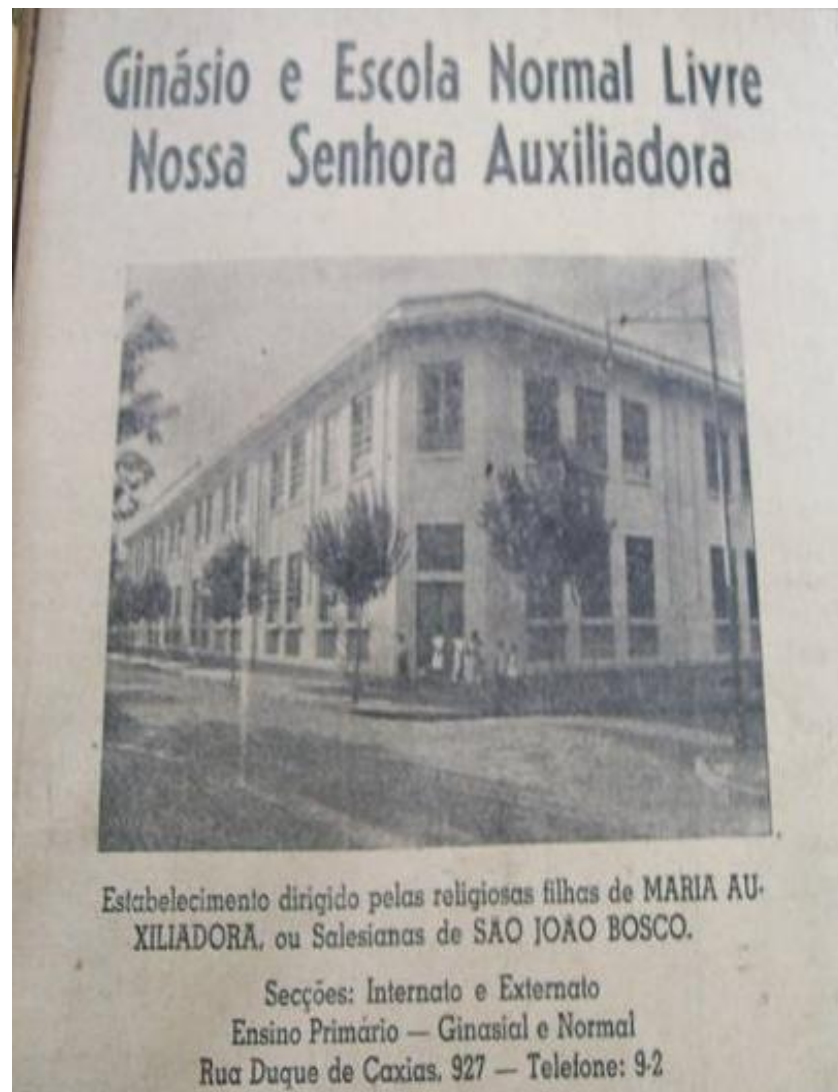 Ginásio e Escola Normal Livre
Nossa Senhora Auxiliadora
Estabelecimento dirigido pelas religiosas filhas de MARIA AU-
XILIADORA, ou Salesianas de SAO JOAO BOSCO.
Secções: Internato e Externato
Ensino Primário — Ginasial e Normal
Rua Duque de Caxias, 927 — Telefone: 9-2